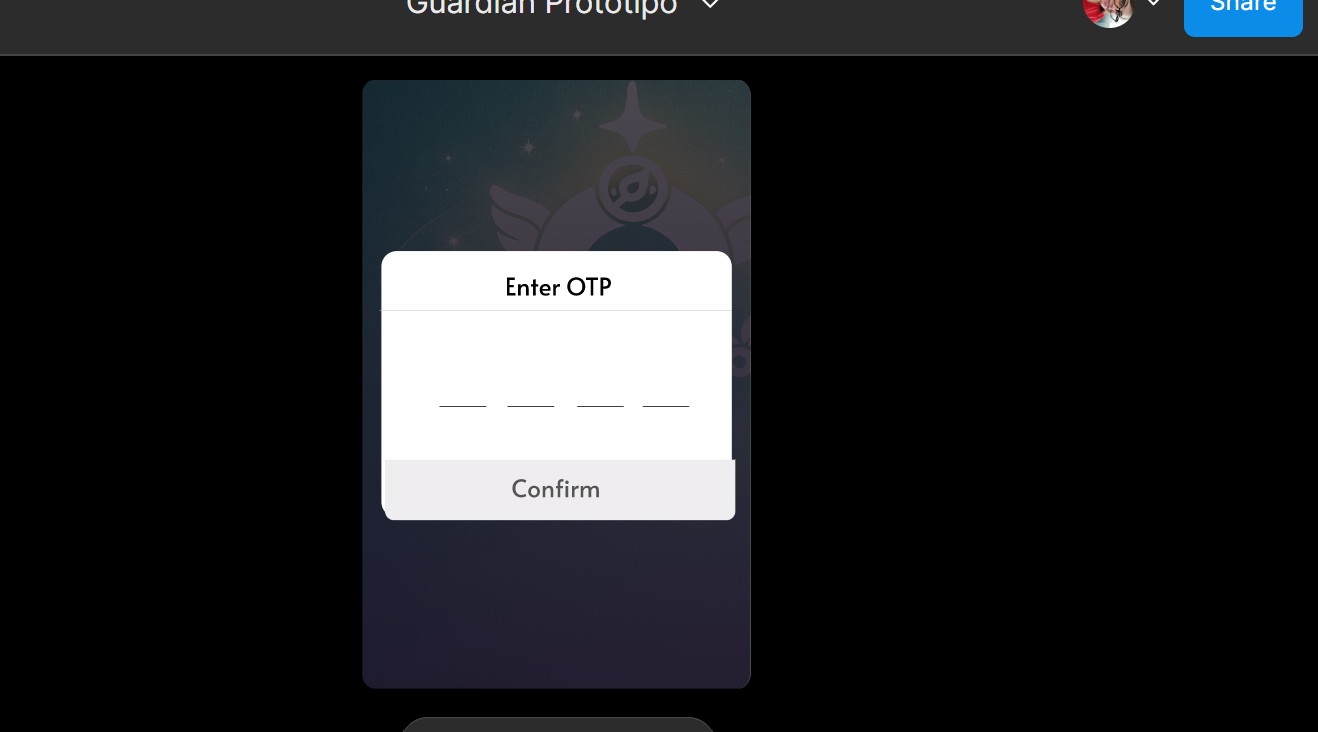 Guardian Prototipo
Share
Enter OTP
Confirm